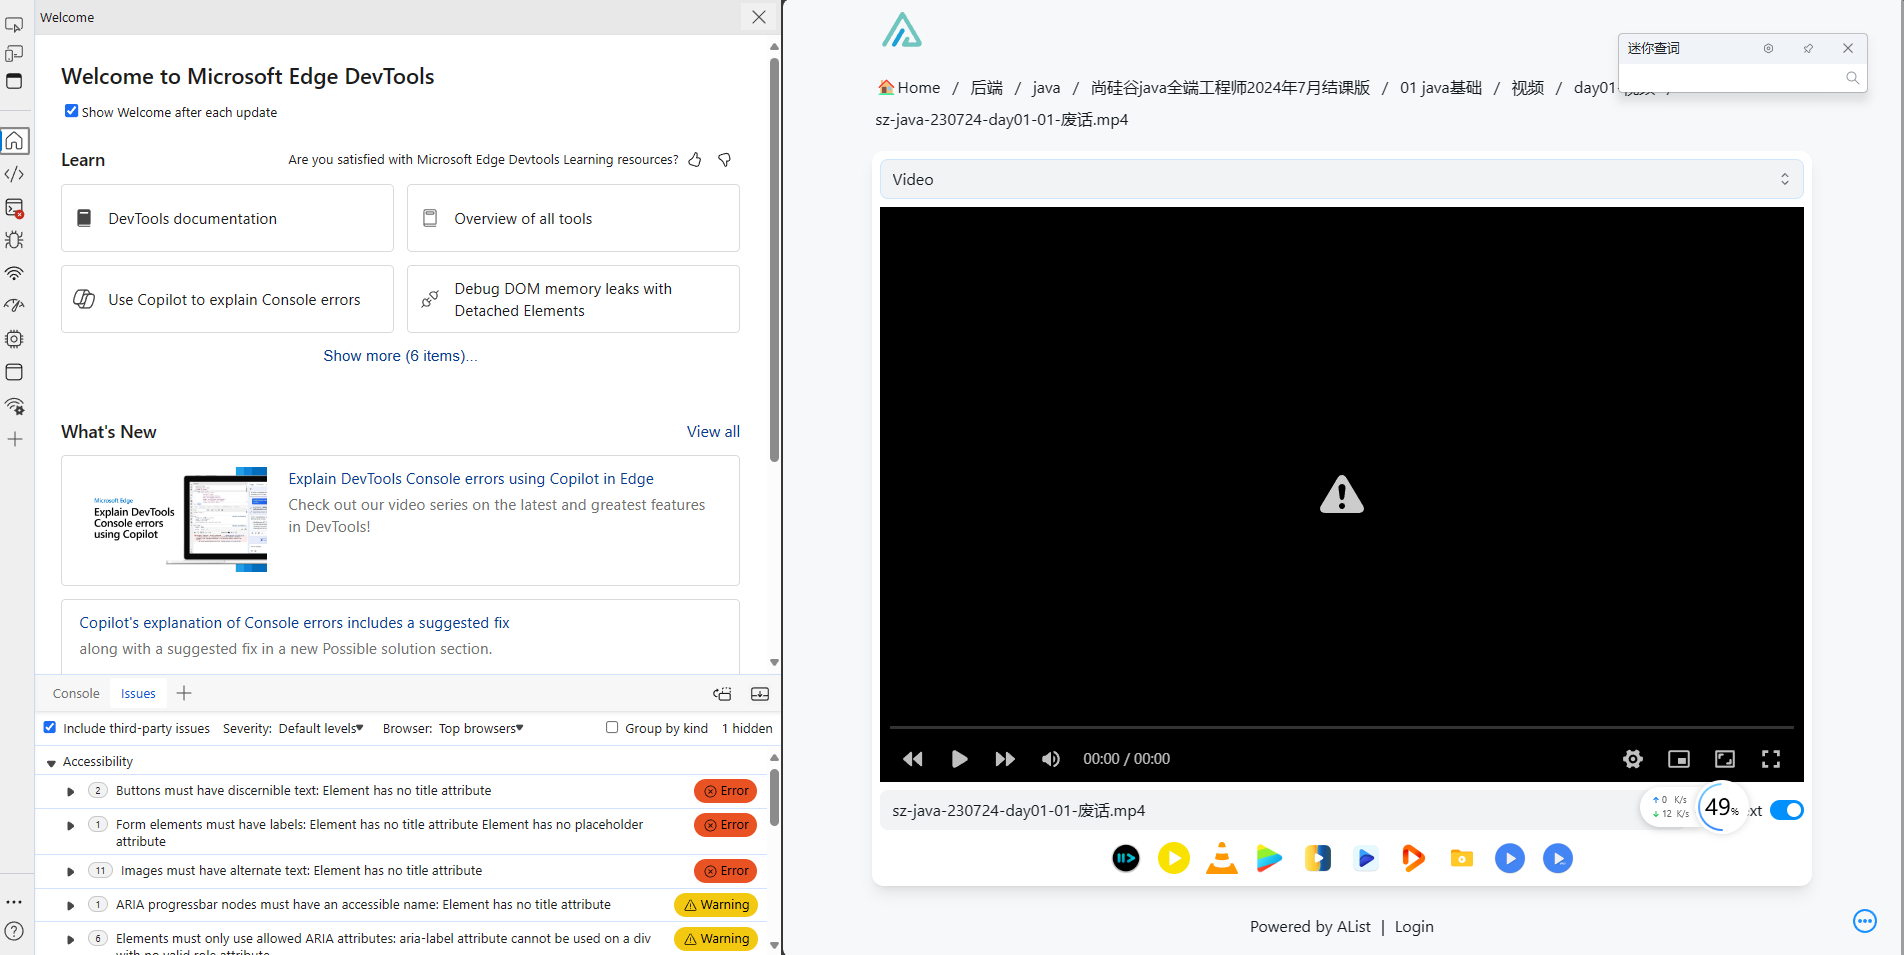 Welcome
Welcome to Microsoft Edge DevTools
Show Welcome after each update
Learn
Are you satisfied with Microsoft Edge Devtools Learning resources?
DevTools documentation
Overview of all tools
Use Copilot to explain Console errors
Debug DOM memory leaks with
Detached Elements
Show more (6 items)...
What's New
View all
Microsoft Edge
Explain DevTools
Console errors
using Copilot
Explain DevTools Console errors using Copilot in Edge
Check out our video series on the latest and greatest features
in DevTools!
Copilot's explanation of Console errors includes a suggested fix
along with a suggested fix in a new Possible solution section.
Console
Issues
Include third-party issues
Severity: Default levels
Browser: Top browsers
Group by kind
1 hidden
Accessibility
2 Buttons must have discernible text: Element has no title attribute
Error
1 Form elements must have labels: Element has no title attribute Element has no placeholder
attribute
Error
11 Images must have alternate text: Element has no title attribute
Error
1 ARIA progressbar nodes must have an accessible name: Element has no title attribute
Warning
6 Elements must only use allowed ARIA attributes: aria-label attribute cannot be used on a div
with no valid role attribute
Warning
迷你查词
Home / 后端 / java / 尚硅谷java全端工程师2024年7月结课版 / 01 java基础 / 视频 / day01-视频 /
sz-java-230724-day01-01-废话.mp4
Video
00:00 / 00:00
sz-java-230724-day01-01-废话.mp4
0 K/s
12 K/s
49%
xt
Powered by AList | Login